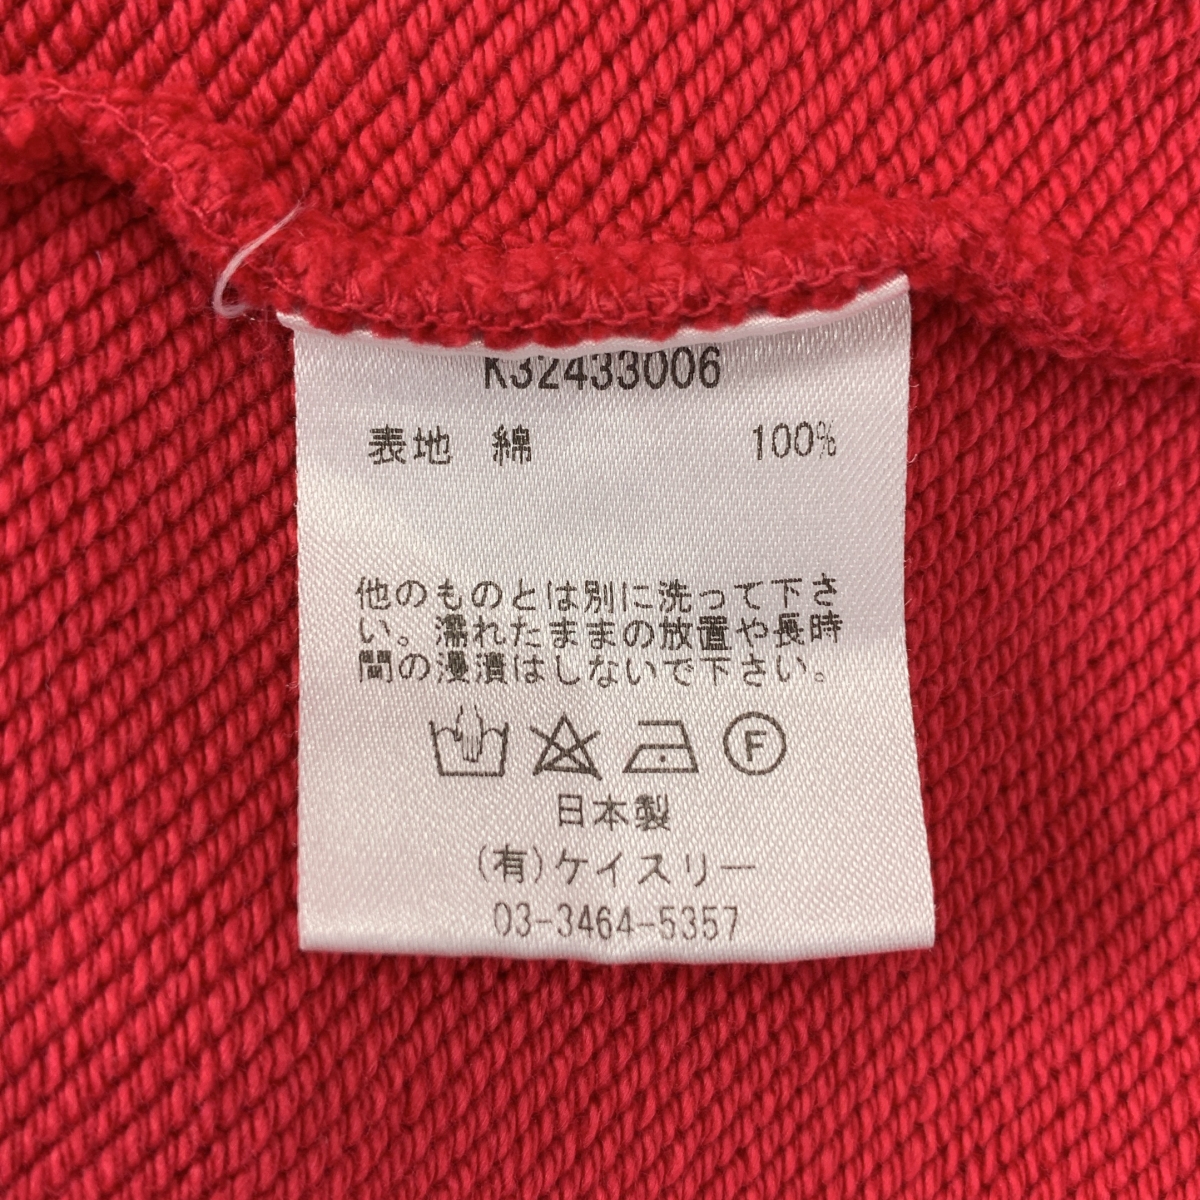 K32433006
表地 綿 100%
他のものとは別に洗って下さ
い。濡れたままの放置や長時
間の浸漬はしないで下さい。
F
日本製
(有)ケイスリー
03-3464-5357